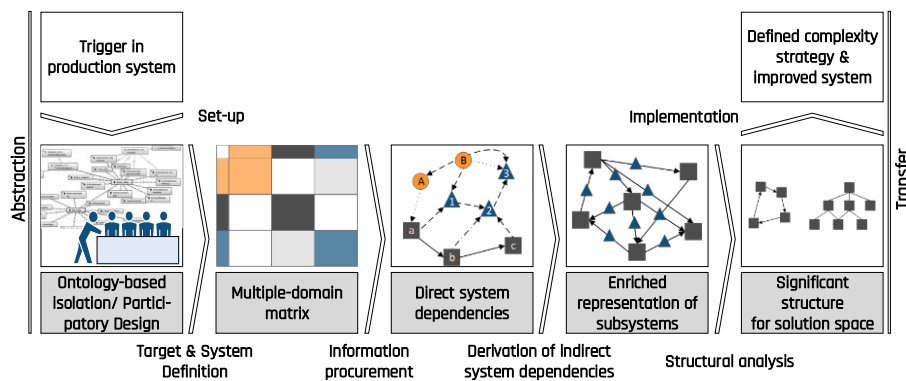 Trigger in
production system
Defined complexity
strategy &
improved system
Set-up
Implementation
Abstraction
Transfer
A
B
1
2
3
a
b
c
Ontology-based
isolation/ Partici-
patory Design
Multiple-domain
matrix
Direct system
dependencies
Enriched
representation of
subsystems
Significant
structure
for solution space
Target & System
Definition
Information
procurement
Derivation of indirect
system dependencies
Structural analysis